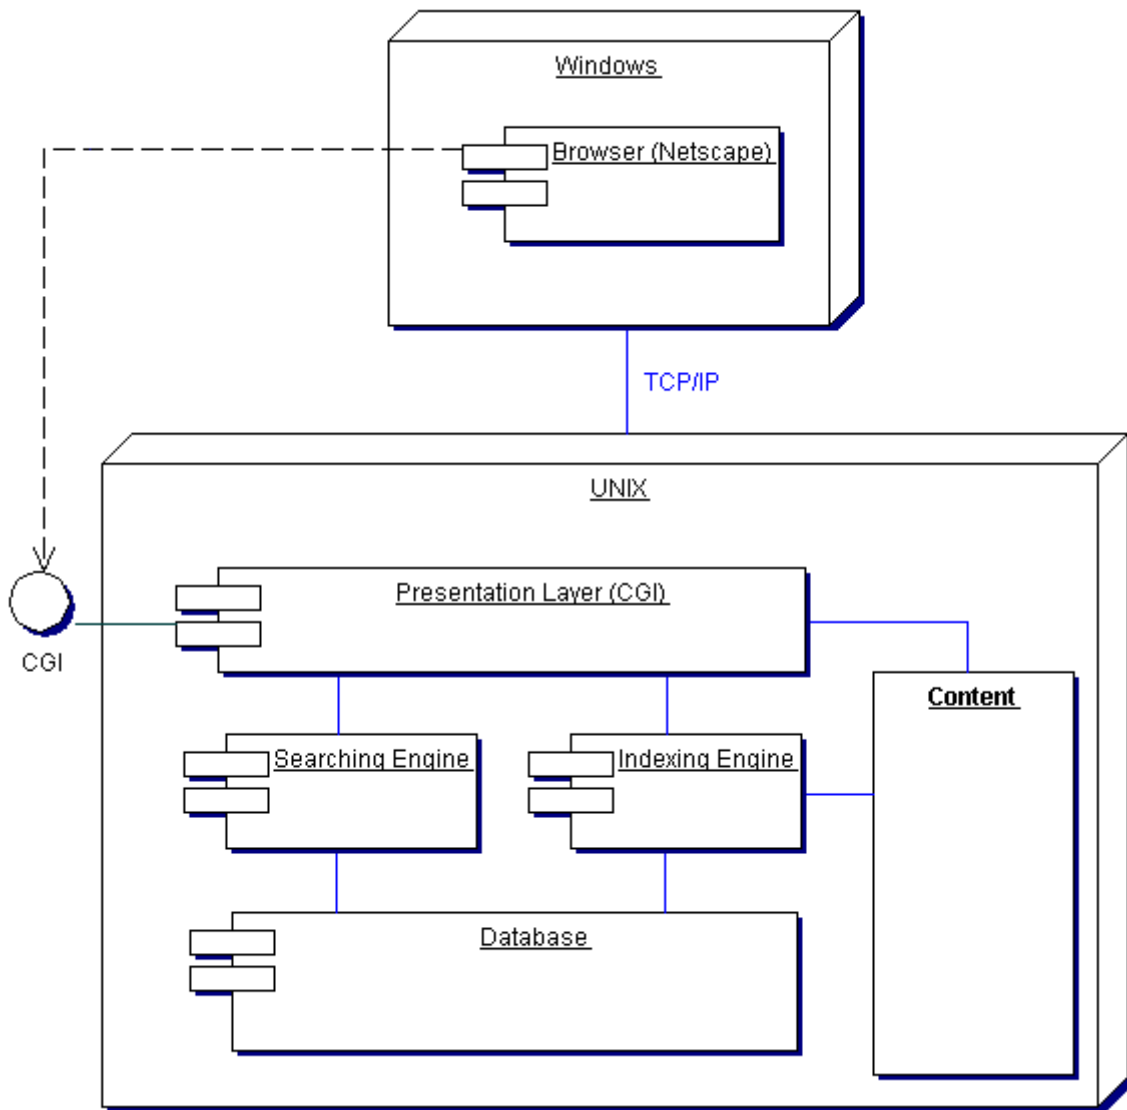 Windows
Browser (Netscape)
TCP/IP
UNIX
Presentation Layer (CGI)
CGI
Content
Searching Engine
Indexing Engine
Database